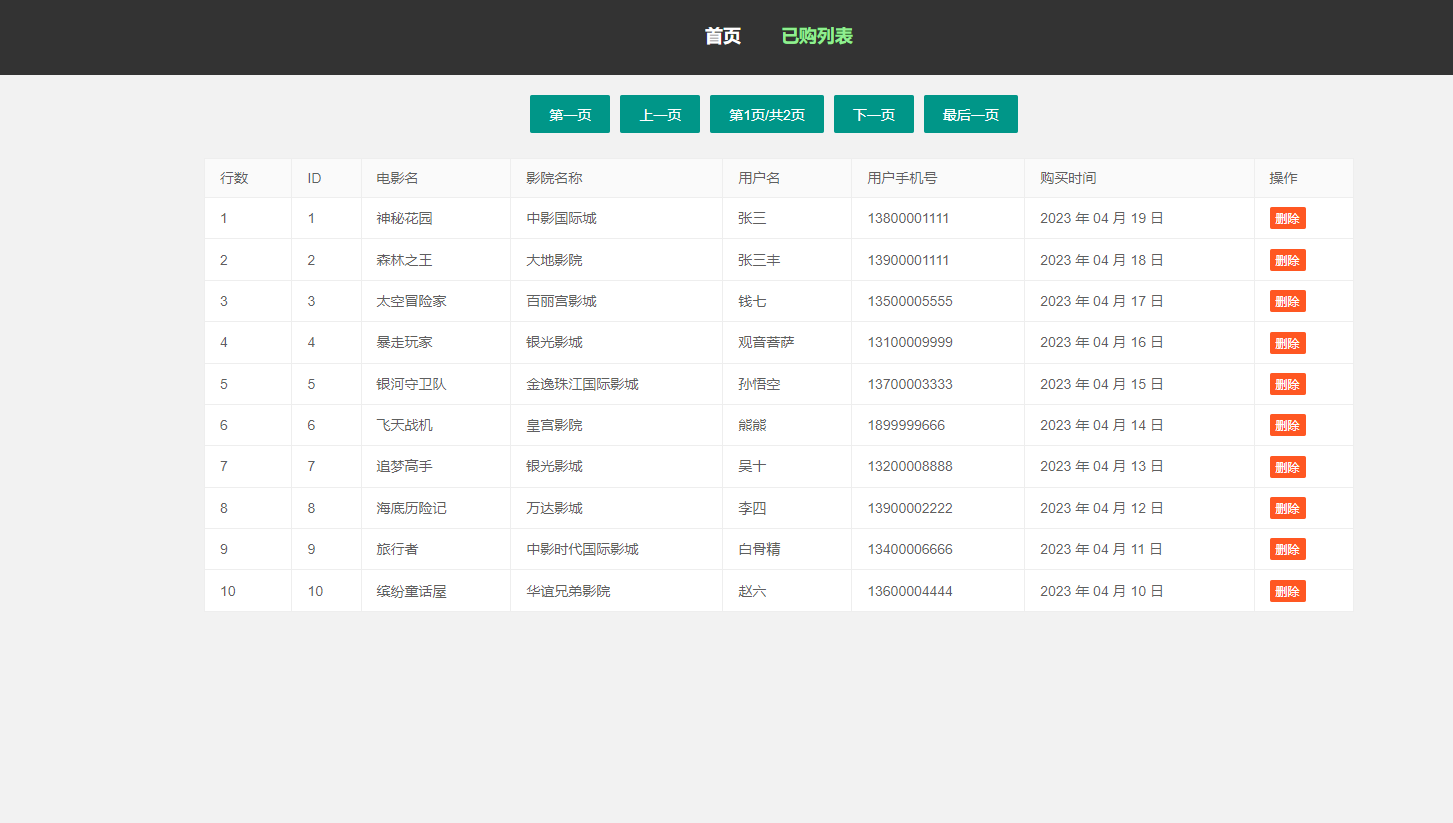 首页 已购列表
第一页 上一页 第1页/共2页 下一页 最后一页
行数 ID 电影名 影院名称 用户名 用户手机号 购买时间 操作
1 1 神秘花园 中影国际城 张三 13800001111 2023 年 04 月 19 日 删除
2 2 森林之王 大地影院 张三丰 13900001111 2023 年 04 月 18 日 删除
3 3 太空冒险家 百丽宫影城 钱七 13500005555 2023 年 04 月 17 日 删除
4 4 暴走玩家 银光影城 观音菩萨 13100009999 2023 年 04 月 16 日 删除
5 5 银河守卫队 金逸珠江国际影城 孙悟空 13700003333 2023 年 04 月 15 日 删除
6 6 飞天战机 皇宫影院 熊熊 1899999666 2023 年 04 月 14 日 删除
7 7 追梦高手 银光影城 吴十 13200008888 2023 年 04 月 13 日 删除
8 8 海底历险记 万达影城 李四 13900002222 2023 年 04 月 12 日 删除
9 9 旅行者 中影时代国际影城 白骨精 13400006666 2023 年 04 月 11 日 删除
10 10 缤纷童话屋 华谊兄弟影院 赵六 13600004444 2023 年 04 月 10 日 删除